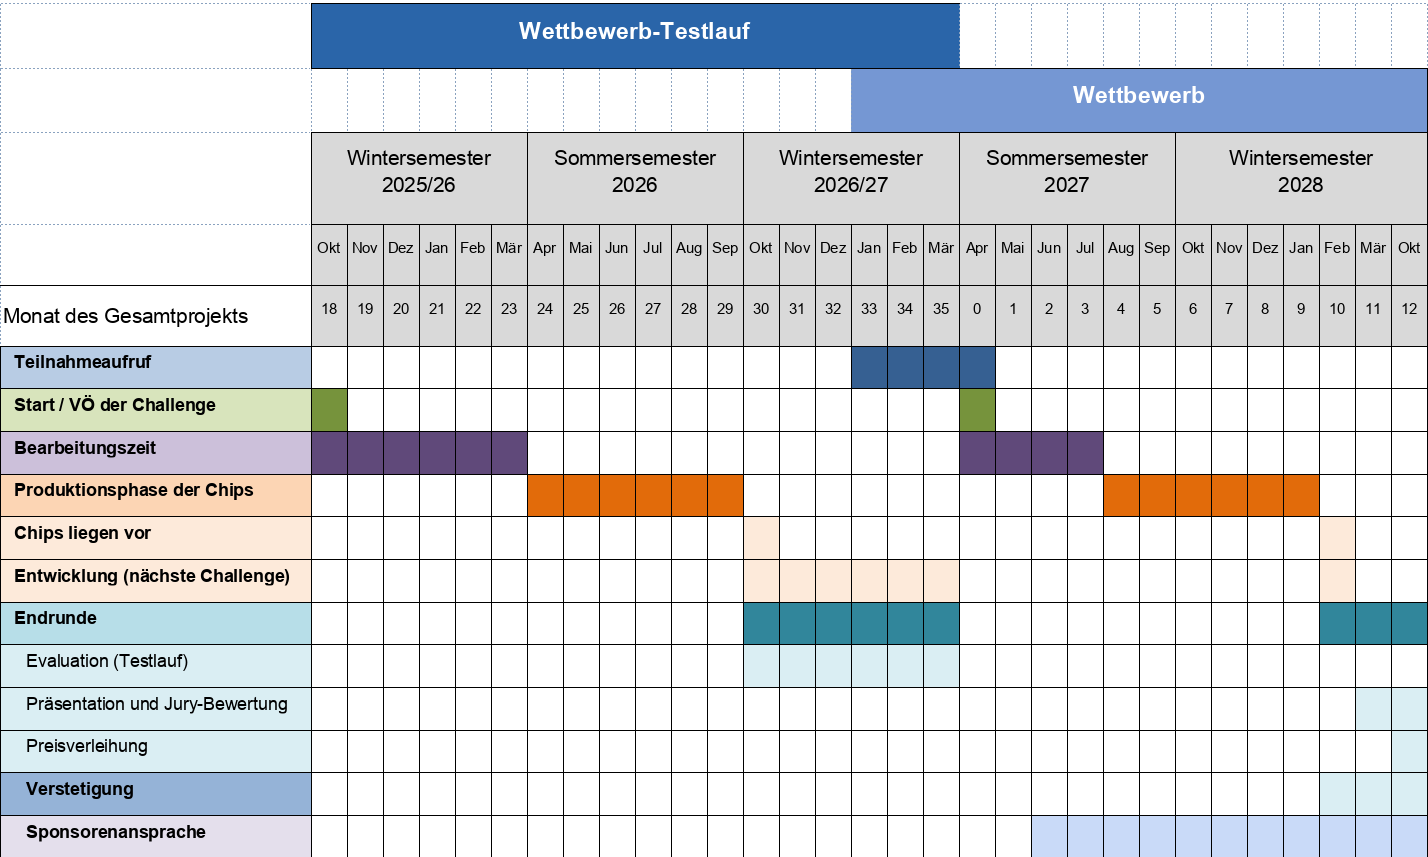 Wettbewerb-Testlauf
Wettbewerb
Wintersemester Sommersemester Wintersemester Sommersemester Wintersemester
2025/26 2026 2026/27 2027 2028
Okt Nov Dez Jan Feb Mär Apr Mai Jun Jul Aug Sep Okt Nov Dez Jan Feb Mär Apr Mai Jun Jul Aug Sep Okt Nov Dez Jan Feb Mär Okt
Monat des Gesamtprojekts 18 19 20 21 22 23 24 25 26 27 28 29 30 31 32 33 34 35 0 1 2 3 4 5 6 7 8 9 10 11 12
Teilnahmeaufruf
Start / VÖ der Challenge
Bearbeitungszeit
Produktionsphase der Chips
Chips liegen vor
Entwicklung (nächste Challenge)
Endrunde
Evaluation (Testlauf)
Präsentation und Jury-Bewertung
Preisverleihung
Verstetigung
Sponsorenansprache